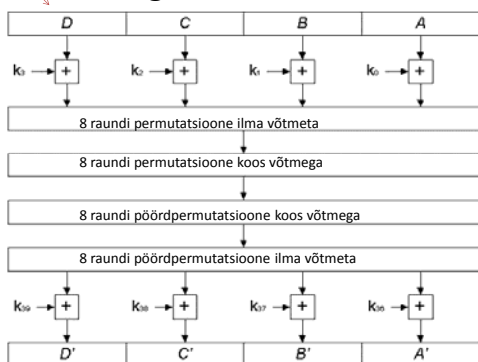 D C B A
k₃ + k₂ + k₁ + k₀ +
8 raundi permutatsioone ilma võtmeta
8 raundi permutatsioone koos võtmega
8 raundi pöördpermutatsioone koos võtmega
8 raundi pöördpermutatsioone ilma võtmeta
k₃₉ + k₃₈ + k₃₇ + k₃₆ +
D' C' B' A'